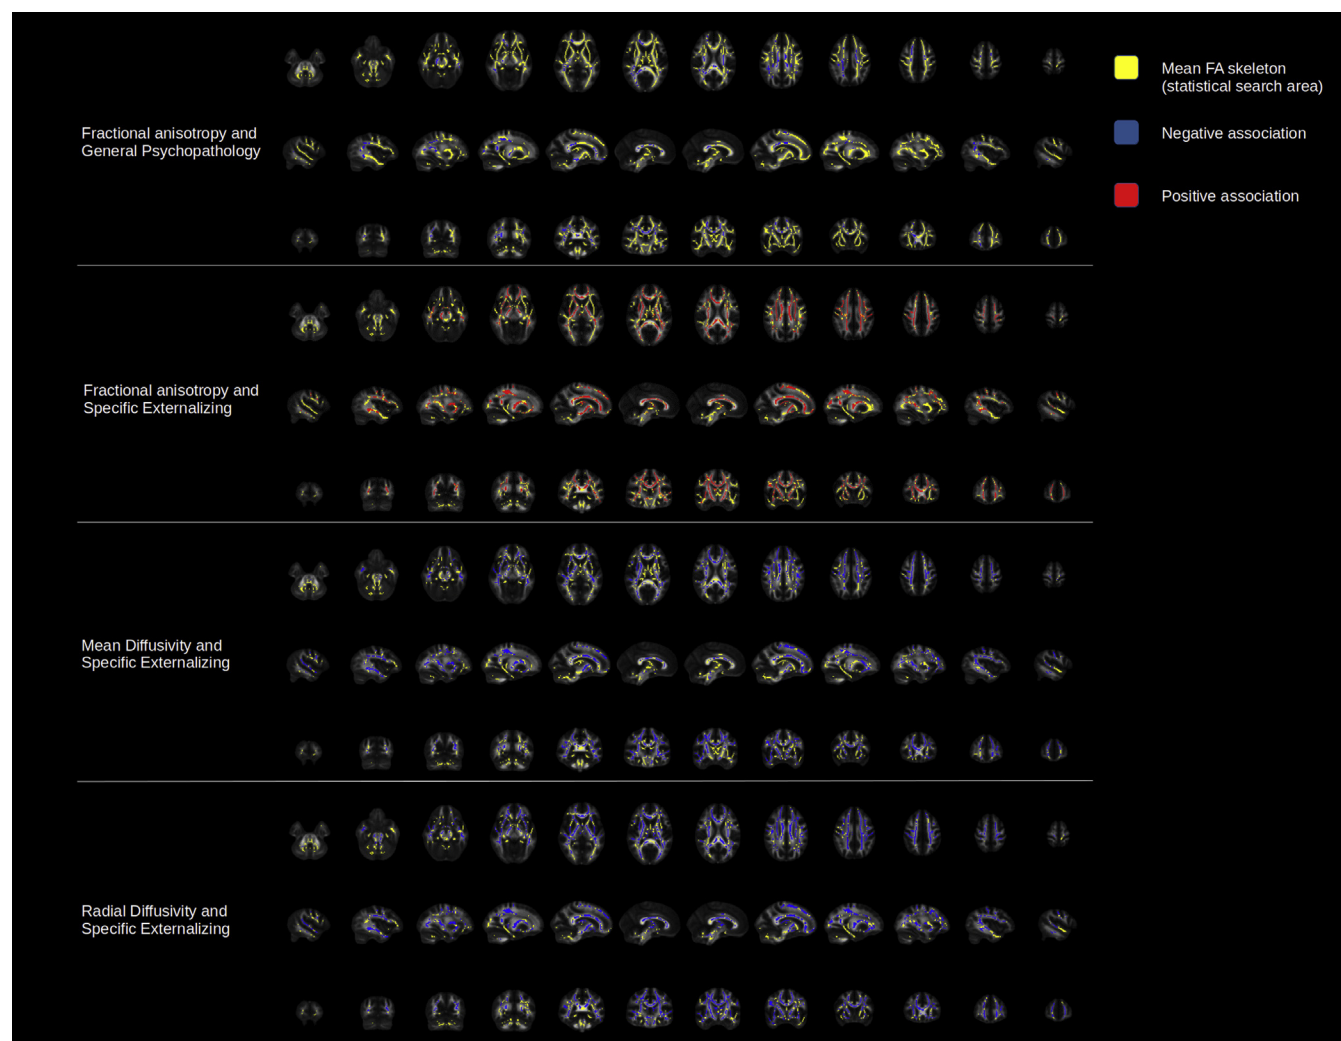 Mean FA skeleton
(statistical search area)
Negative association
Positive association
Fractional anisotropy and
General Psychopathology
Fractional anisotropy and
Specific Externalizing
Mean Diffusivity and
Specific Externalizing
Radial Diffusivity and
Specific Externalizing